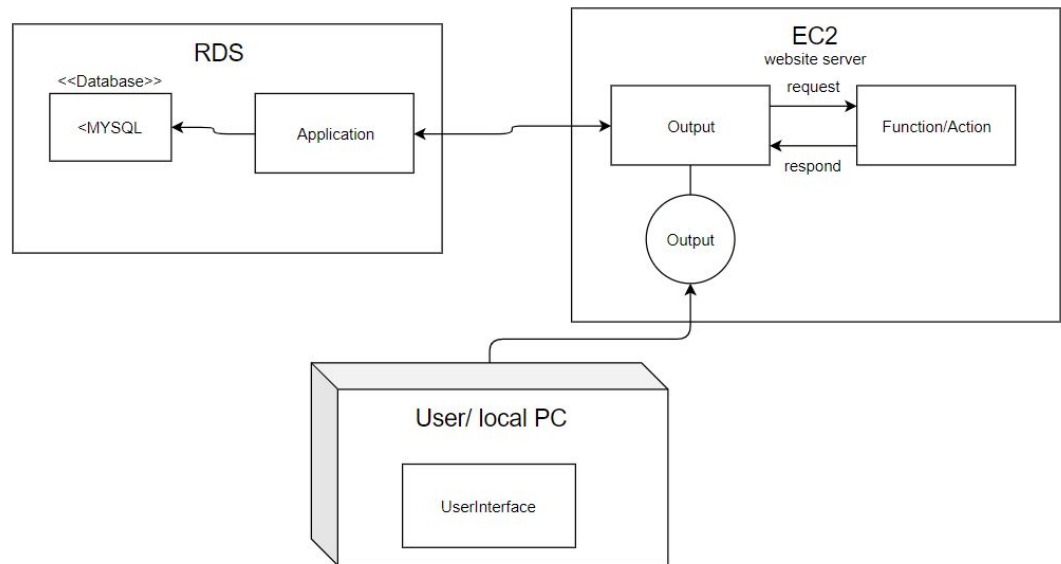 RDS
<<Database>>
<MYSQL
Application
EC2
website server
request
Output
Function/Action
respond
Output
User/ local PC
UserInterface